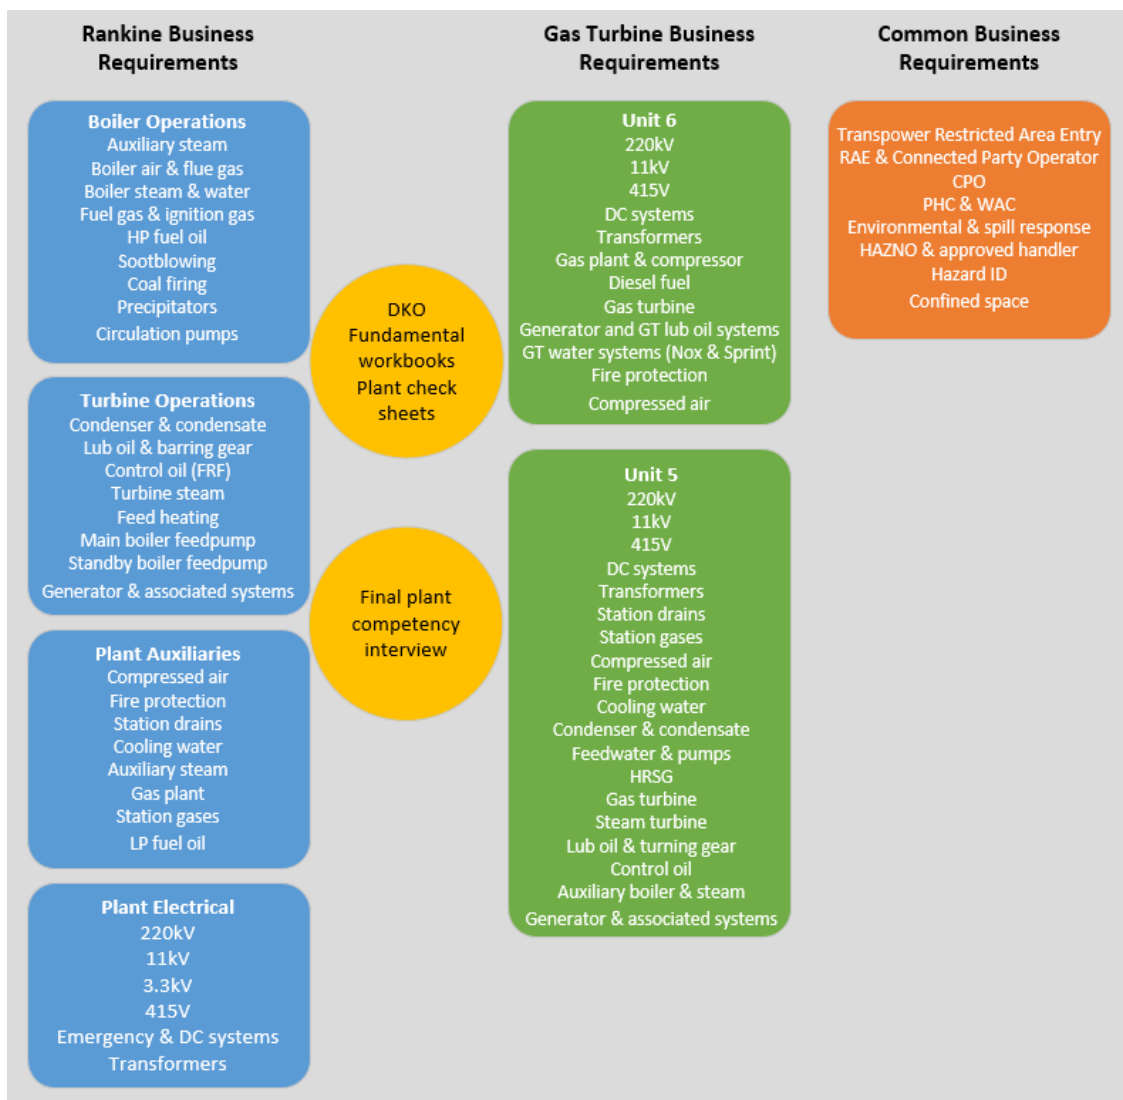 Rankine Business
Requirements
Boiler Operations
Auxiliary steam
Boiler air & flue gas
Boiler steam & water
Fuel gas & ignition gas
HP fuel oil
Sootblowing
Coal firing
Precipitators
Circulation pumps
Turbine Operations
Condenser & condensate
Lub oil & barring gear
Control oil (FRF)
Turbine steam
Feed heating
Main boiler feedpump
Standby boiler feedpump
Generator & associated systems
Plant Auxiliaries
Compressed air
Fire protection
Station drains
Cooling water
Auxiliary steam
Gas plant
Station gases
LP fuel oil
Plant Electrical
220kV
11kV
3.3kV
415V
Emergency & DC systems
Transformers
DKO
Fundamental
workbooks
Plant check
sheets
Final plant
competency
interview
Gas Turbine Business
Requirements
Unit 6
220kV
11kV
415V
DC systems
Transformers
Gas plant & compressor
Diesel fuel
Gas turbine
Generator and GT lub oil systems
GT water systems (Nox & Sprint)
Fire protection
Compressed air
Unit 5
220kV
11kV
415V
DC systems
Transformers
Station drains
Station gases
Compressed air
Fire protection
Cooling water
Condenser & condensate
Feedwater & pumps
HRSG
Gas turbine
Steam turbine
Lub oil & turning gear
Control oil
Auxiliary boiler & steam
Generator & associated systems
Common Business
Requirements
Transpower Restricted Area Entry
RAE & Connected Party Operator
CPO
PHC & WAC
Environmental & spill response
HAZNO & approved handler
Hazard ID
Confined space